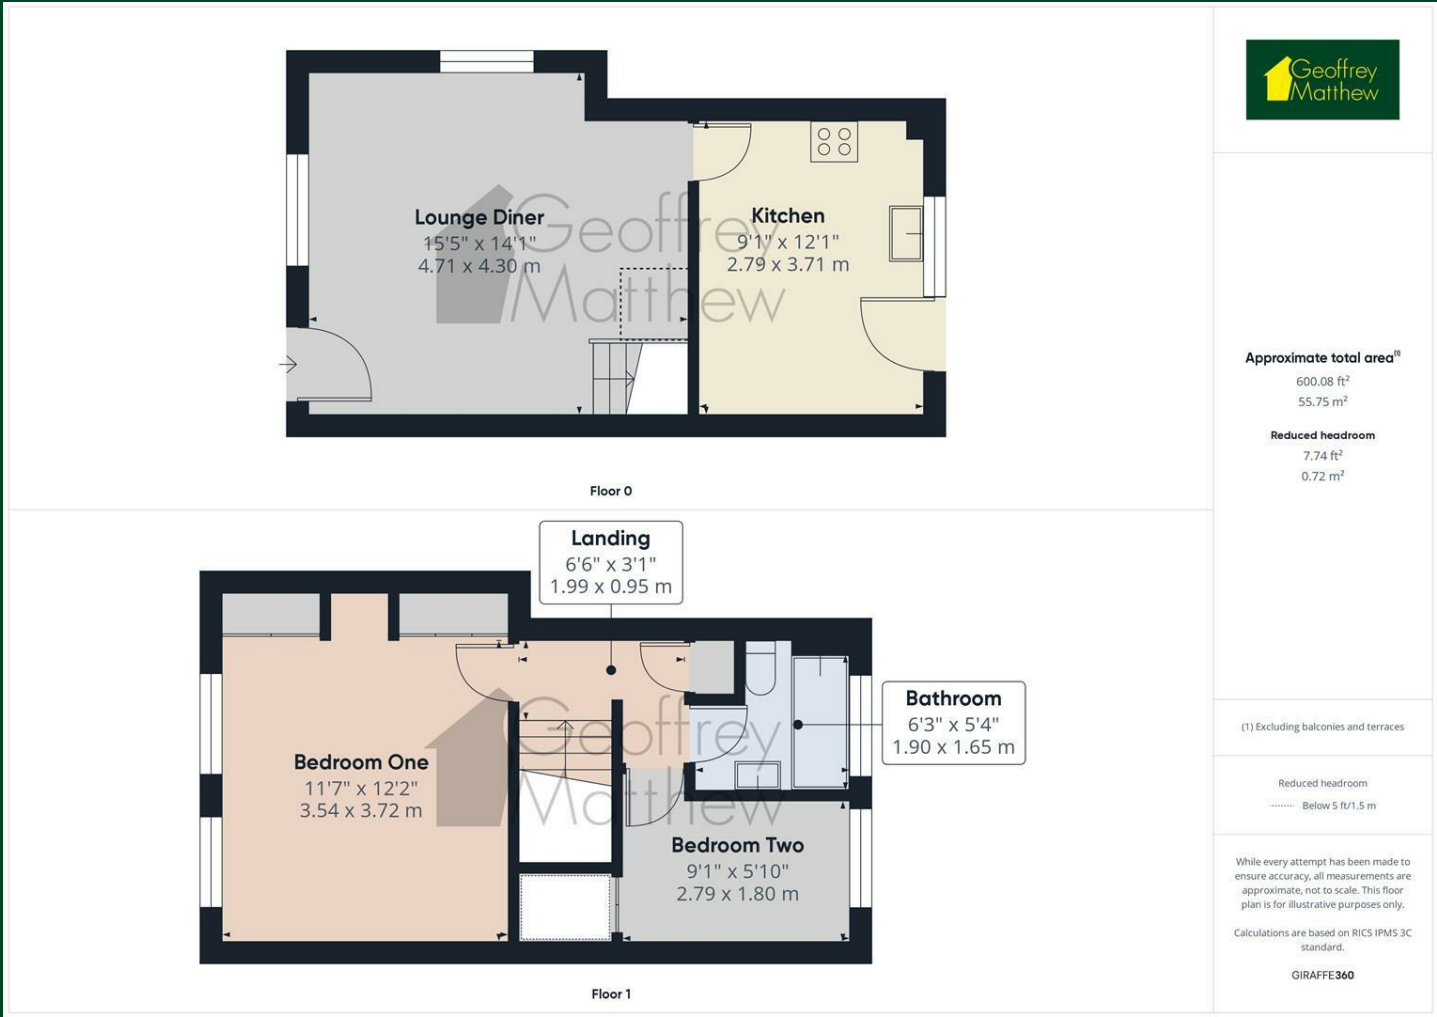 Geoffrey
Matthew
Lounge Diner
15'5" x 14'1"
4.71 x 4.30 m
Kitchen
9'1" x 12'1"
2.79 x 3.71 m
Geoffrey
Matthew
Floor 0
Landing
6'6" x 3'1"
1.99 x 0.95 m
Bedroom One
11'7" x 12'2"
3.54 x 3.72 m
Bathroom
6'3" x 5'4"
1.90 x 1.65 m
Bedroom Two
9'1" x 5'10"
2.79 x 1.80 m
Geoffrey
Matthew
Floor 1
Approximate total area(1)
600.08 ft²
55.75 m²
Reduced headroom
7.74 ft²
0.72 m²
(1) Excluding balconies and terraces
Reduced headroom
Below 5 ft/1.5 m
While every attempt has been made to
ensure accuracy, all measurements are
approximate, not to scale. This floor
plan is for illustrative purposes only.
Calculations are based on RICS IPMS 3C
standard.
GIRAFFE360